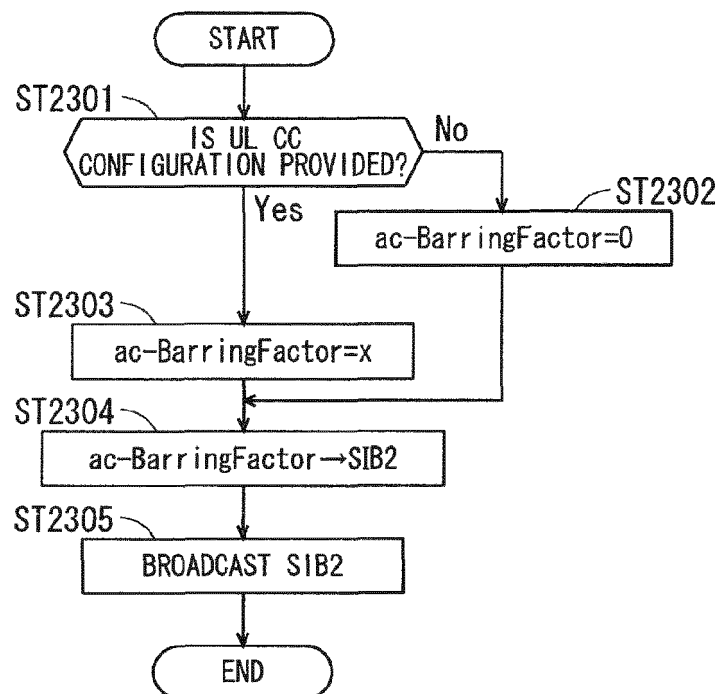 START
ST2301
IS UL CC
CONFIGURATION PROVIDED?
No
Yes
ST2302
ac-BarringFactor=0
ST2303
ac-BarringFactor=x
ST2304
ac-BarringFactor→SIB2
ST2305
BROADCAST SIB2
END